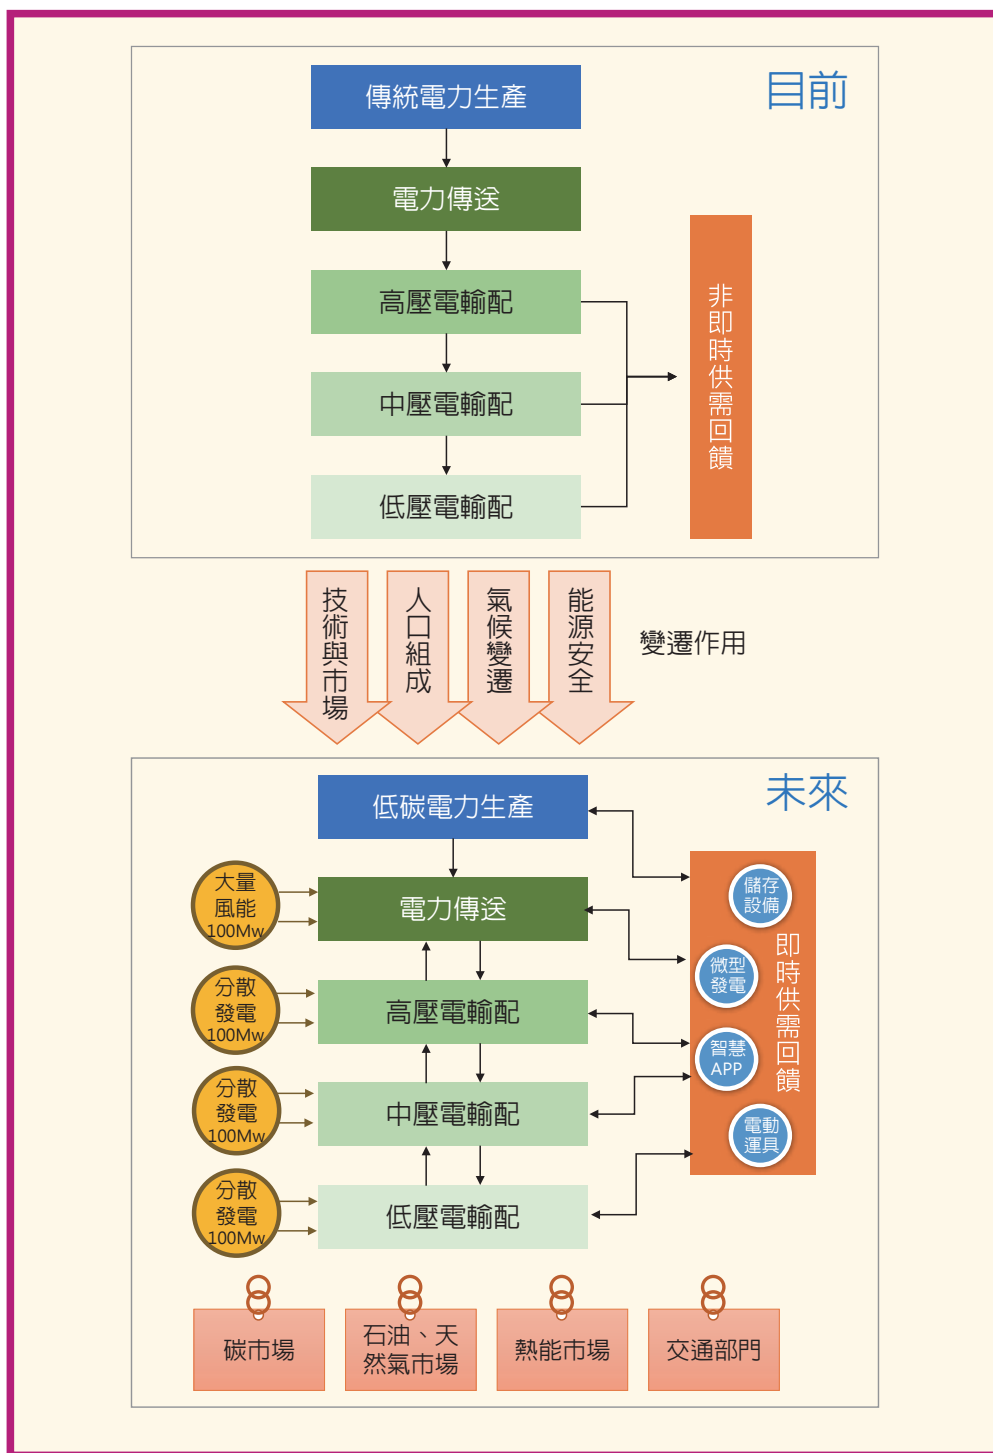 目前
傳統電力生產
電力傳送
高壓電輸配
中壓電輸配
低壓電輸配
非即時供需回饋
技術與市場
人口組成
氣候變遷
能源安全
變遷作用
未來
低碳電力生產
電力傳送
高壓電輸配
中壓電輸配
低壓電輸配
大量
風能
100Mw
分散
發電
100Mw
分散
發電
100Mw
分散
發電
100Mw
儲存
設備
微型
發電
智慧
APP
電動
運具
即時供需回饋
碳市場
石油、天
然氣市場
熱能市場
交通部門